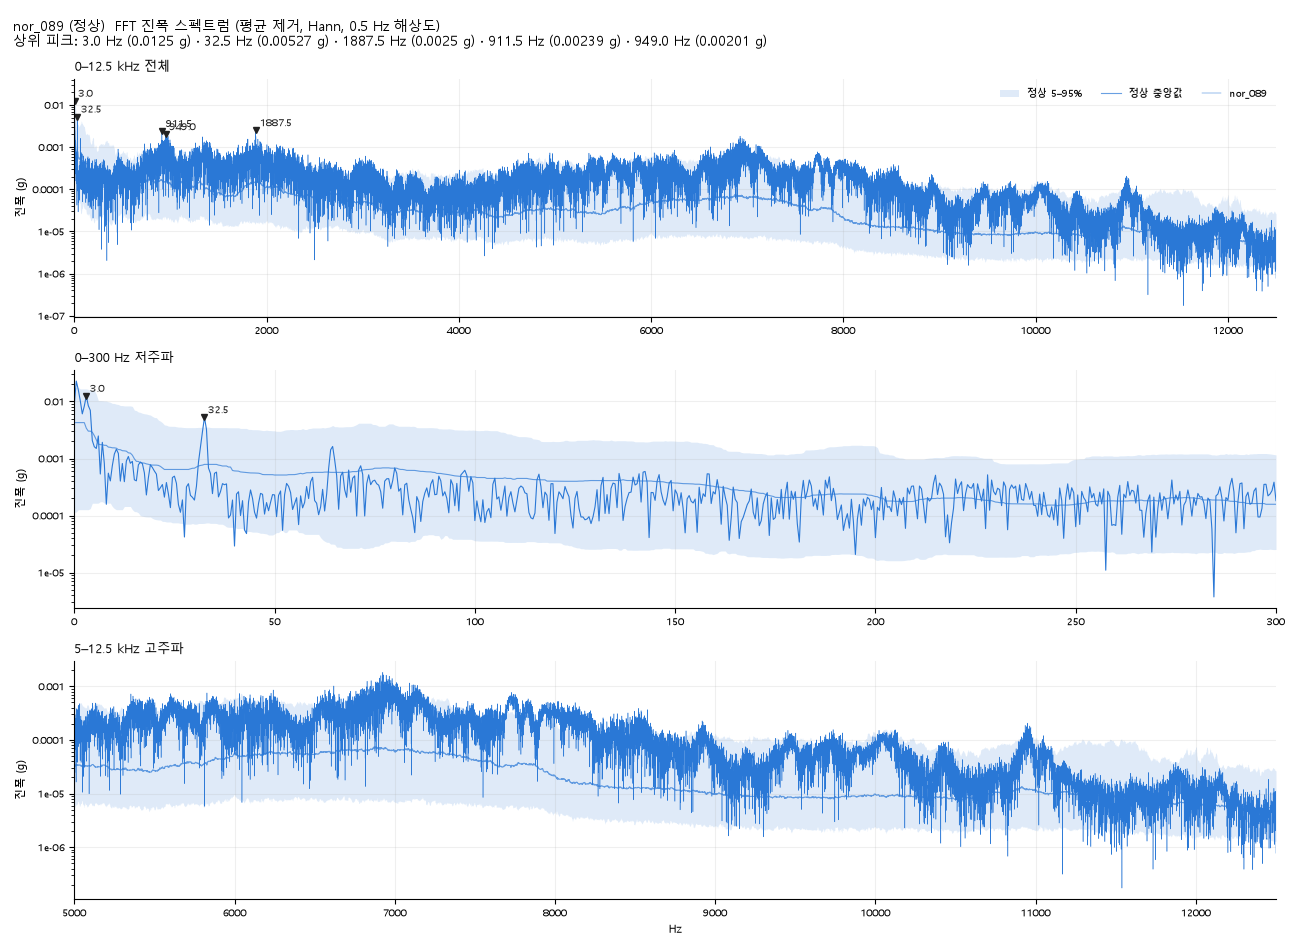 nor_089 (정상)  FFT 진폭 스펙트럼 (평균 제거, Hann, 0.5 Hz 해상도)
상위 피크: 3.0 Hz (0.0125 g) · 32.5 Hz (0.00527 g) · 1887.5 Hz (0.0025 g) · 911.5 Hz (0.00239 g) · 949.0 Hz (0.00201 g)
0–12.5 kHz 전체
정상 5–95% 정상 중앙값 nor_089
3.0
32.5
911.5
949.0
1887.5
진폭 (g)
0.01
0.001
0.0001
1e-05
1e-06
1e-07
0 2000 4000 6000 8000 10000 12000
0–300 Hz 저주파
3.0
32.5
진폭 (g)
0.01
0.001
0.0001
1e-05
0 50 100 150 200 250 300
5–12.5 kHz 고주파
진폭 (g)
0.001
0.0001
1e-05
1e-06
5000 6000 7000 8000 9000 10000 11000 12000
Hz